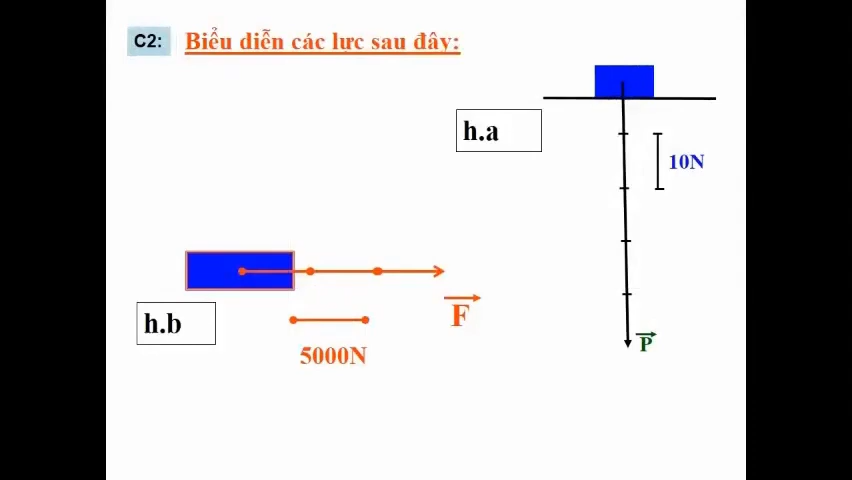 C2: Biểu diễn các lực sau đây:
h.a
10N
h.b
F
5000N
P